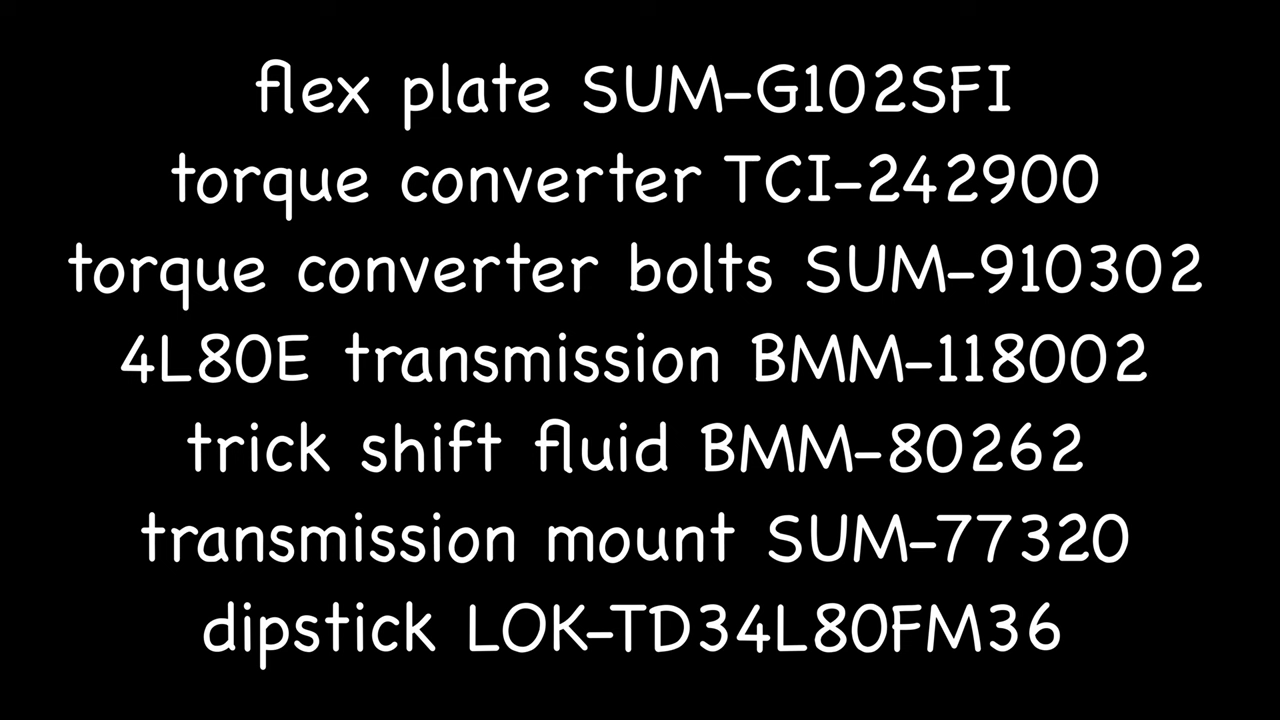 flex plate SUM-G102SFI
torque converter TCI-242900
torque converter bolts SUM-910302
4L80E transmission BMM-118002
trick shift fluid BMM-80262
transmission mount SUM-77320
dipstick LOK-TD34L80FM36